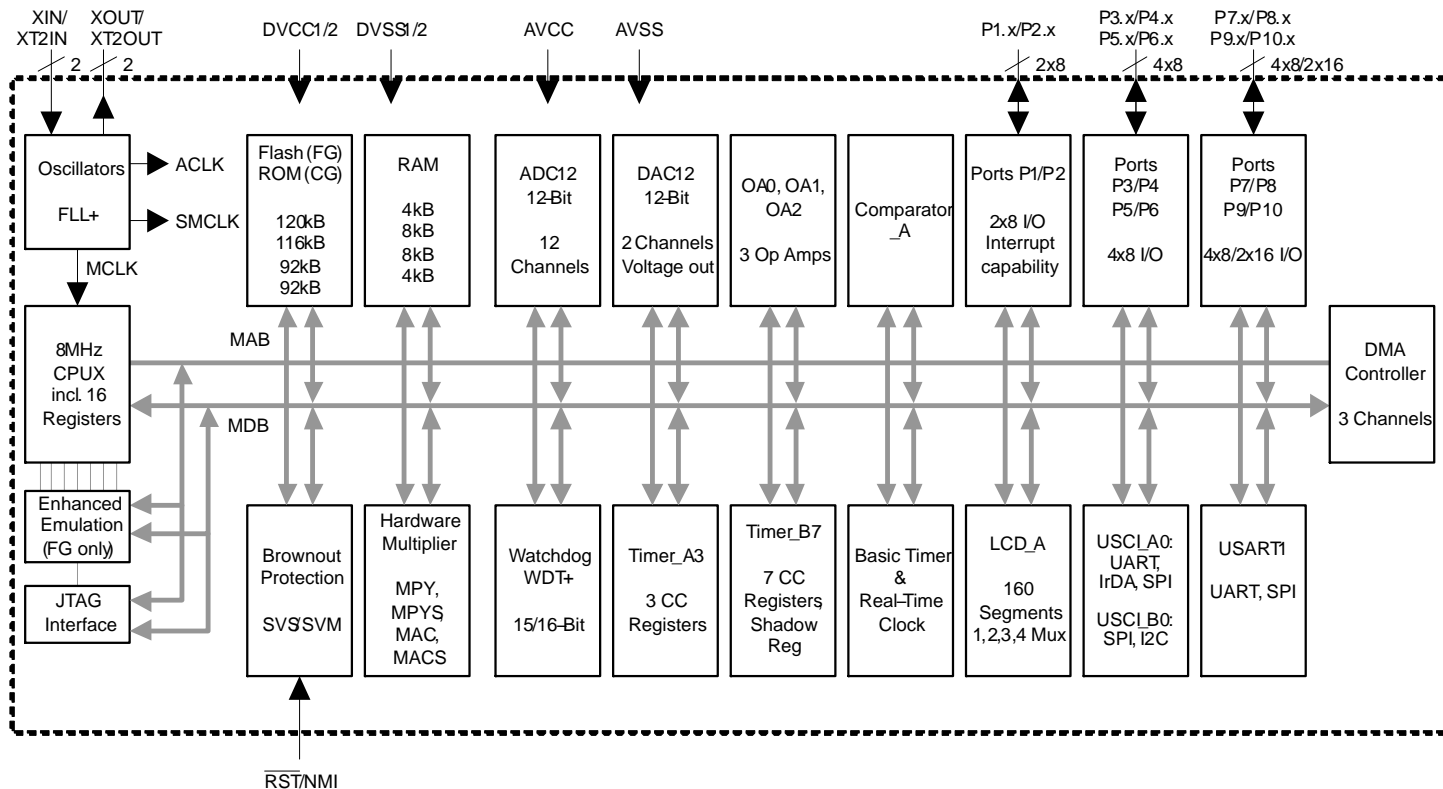 XIN/
XT2IN
XOUT/
XT2OUT
2
2
DVCC1/2
DVSS1/2
AVCC
AVSS
P1.x/P2.x
2x8
P3.x/P4.x
P5.x/P6.x
4x8
P7.x/P8.x
P9.x/P10.x
4x8/2x16
Oscillators
FLL+
ACLK
SMCLK
MCLK
Flash (FG)
ROM (CG)
120kB
116kB
92kB
92kB
RAM
4kB
8kB
8kB
4kB
ADC12
12-Bit
12
Channels
DAC12
12-Bit
2 Channels
Voltage out
OA0, OA1,
OA2
3 Op Amps
Comparator
_A
Ports P1/P2
2x8 I/O
Interrupt
capability
Ports
P3/P4
P5/P6
4x8 I/O
Ports
P7/P8
P9/P10
4x8/2x16 I/O
8MHz
CPUX
incl. 16
Registers
MAB
MDB
DMA
Controller
3 Channels
Enhanced
Emulation
(FG only)
JTAG
Interface
Brownout
Protection
SVS/SVM
Hardware
Multiplier
MPY,
MPYS,
MAC,
MACS
Watchdog
WDT+
15/16-Bit
Timer_A3
3 CC
Registers
Timer_B7
7 CC
Registers,
Shadow
Reg
Basic Timer
&
Real-Time
Clock
LCD_A
160
Segments
1,2,3,4 Mux
USCI_A0:
UART,
IrDA, SPI
USCI_B0:
SPI, I2C
USART1
UART, SPI
RST/NMI